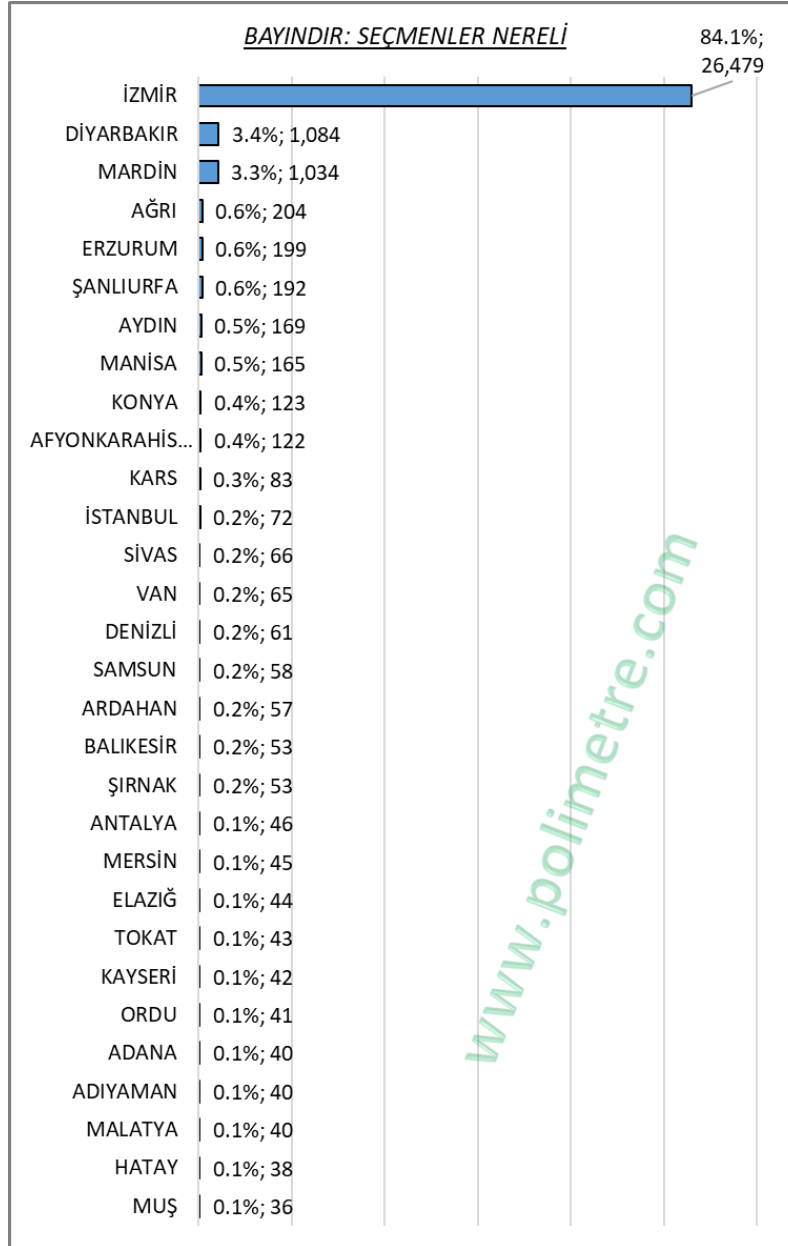 BAYINDIR: SEÇMENLER NERELİ
84.1%;
26,479
İZMİR
DİYARBAKIR 3.4%; 1,084
MARDİN 3.3%; 1,034
AĞRI 0.6%; 204
ERZURUM 0.6%; 199
ŞANLIURFA 0.6%; 192
AYDIN 0.5%; 169
MANİSA 0.5%; 165
KONYA 0.4%; 123
AFYONKARAHİS... 0.4%; 122
KARS 0.3%; 83
İSTANBUL 0.2%; 72
SİVAS 0.2%; 66
VAN 0.2%; 65
DENİZLİ 0.2%; 61
SAMSUN 0.2%; 58
ARDAHAN 0.2%; 57
BALIKESİR 0.2%; 53
ŞIRNAK 0.2%; 53
ANTALYA 0.1%; 46
MERSİN 0.1%; 45
ELAZIĞ 0.1%; 44
TOKAT 0.1%; 43
KAYSERİ 0.1%; 42
ORDU 0.1%; 41
ADANA 0.1%; 40
ADIYAMAN 0.1%; 40
MALATYA 0.1%; 40
HATAY 0.1%; 38
MUŞ 0.1%; 36
www.polimetre.com